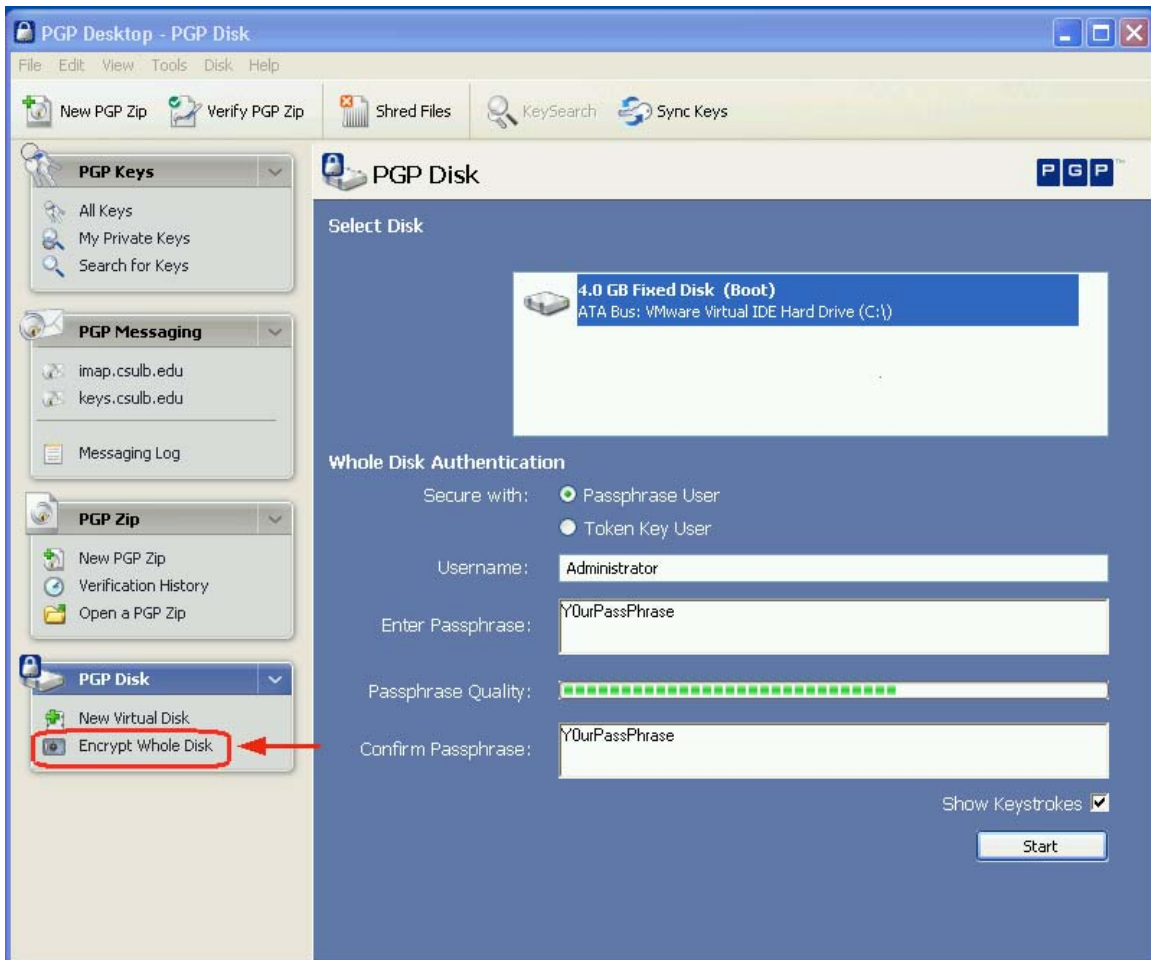 PGP Desktop - PGP Disk
File Edit View Tools Disk Help
New PGP Zip Verify PGP Zip Shred Files KeySearch Sync Keys
PGP Keys
All Keys
My Private Keys
Search for Keys
PGP Messaging
imap.csulb.edu
keys.csulb.edu
Messaging Log
PGP Zip
New PGP Zip
Verification History
Open a PGP Zip
PGP Disk
New Virtual Disk
Encrypt Whole Disk
PGP Disk
PGP™
Select Disk
4.0 GB Fixed Disk (Boot)
ATA Bus: VMware Virtual IDE Hard Drive (C:\)
Whole Disk Authentication
Secure with: Passphrase User
Token Key User
Username: Administrator
Enter Passphrase: Y0urPassPhrase
Passphrase Quality:
Confirm Passphrase: Y0urPassPhrase
Show Keystrokes
Start